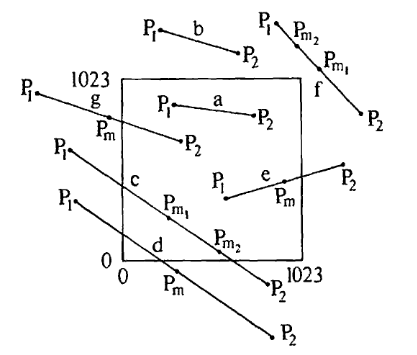 P1 b P2
P1 Pm2 Pm1 f P2
1023
P1 g Pm P2
P1 a P2
P1 c Pm1 Pm2 P2
P1 e Pm P2
P1 d Pm P2
0
0 1023